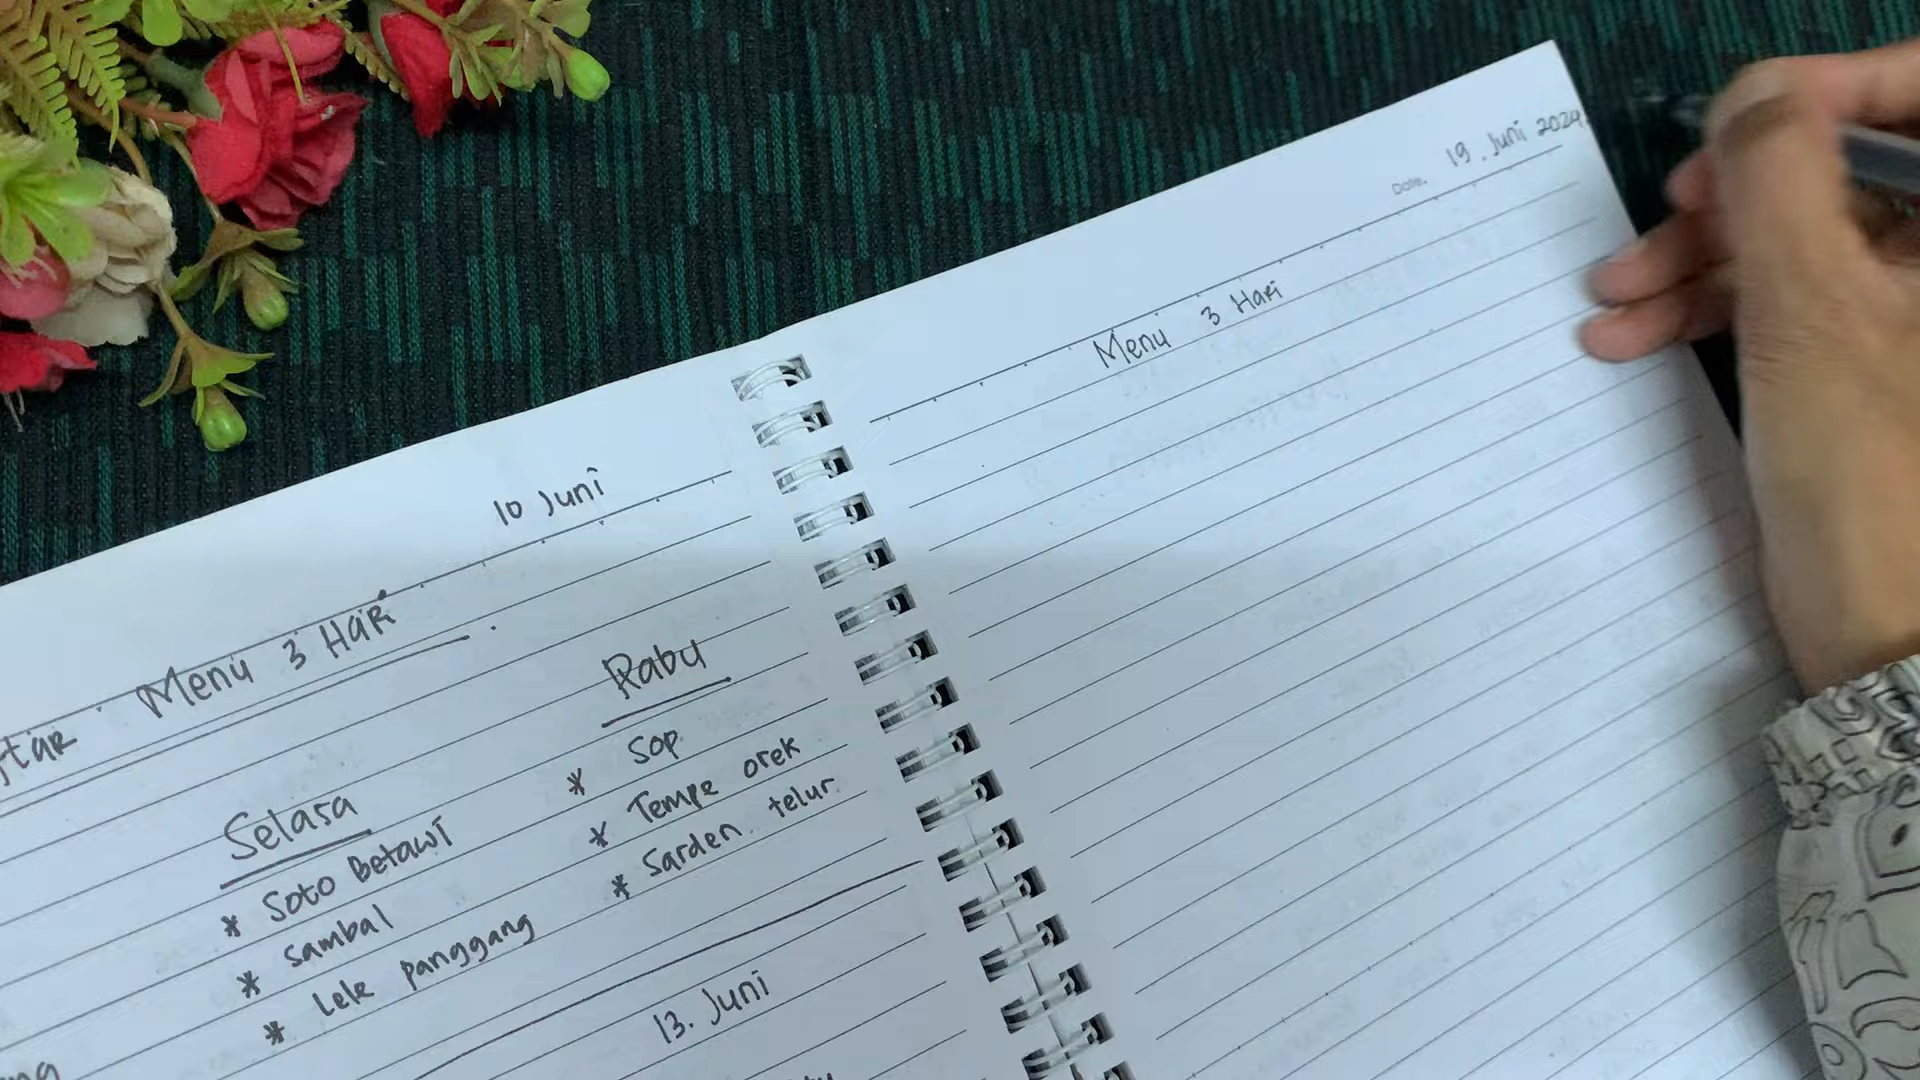 10 Juni
Menu 3 Hari
Selasa
* Soto Betawi
* Sambal
* Lele panggang
Rabu
* Sop
* Tempe orek
* Sarden telur.
13. Juni
Date. 19. Juni 2024
Menu 3 Hari